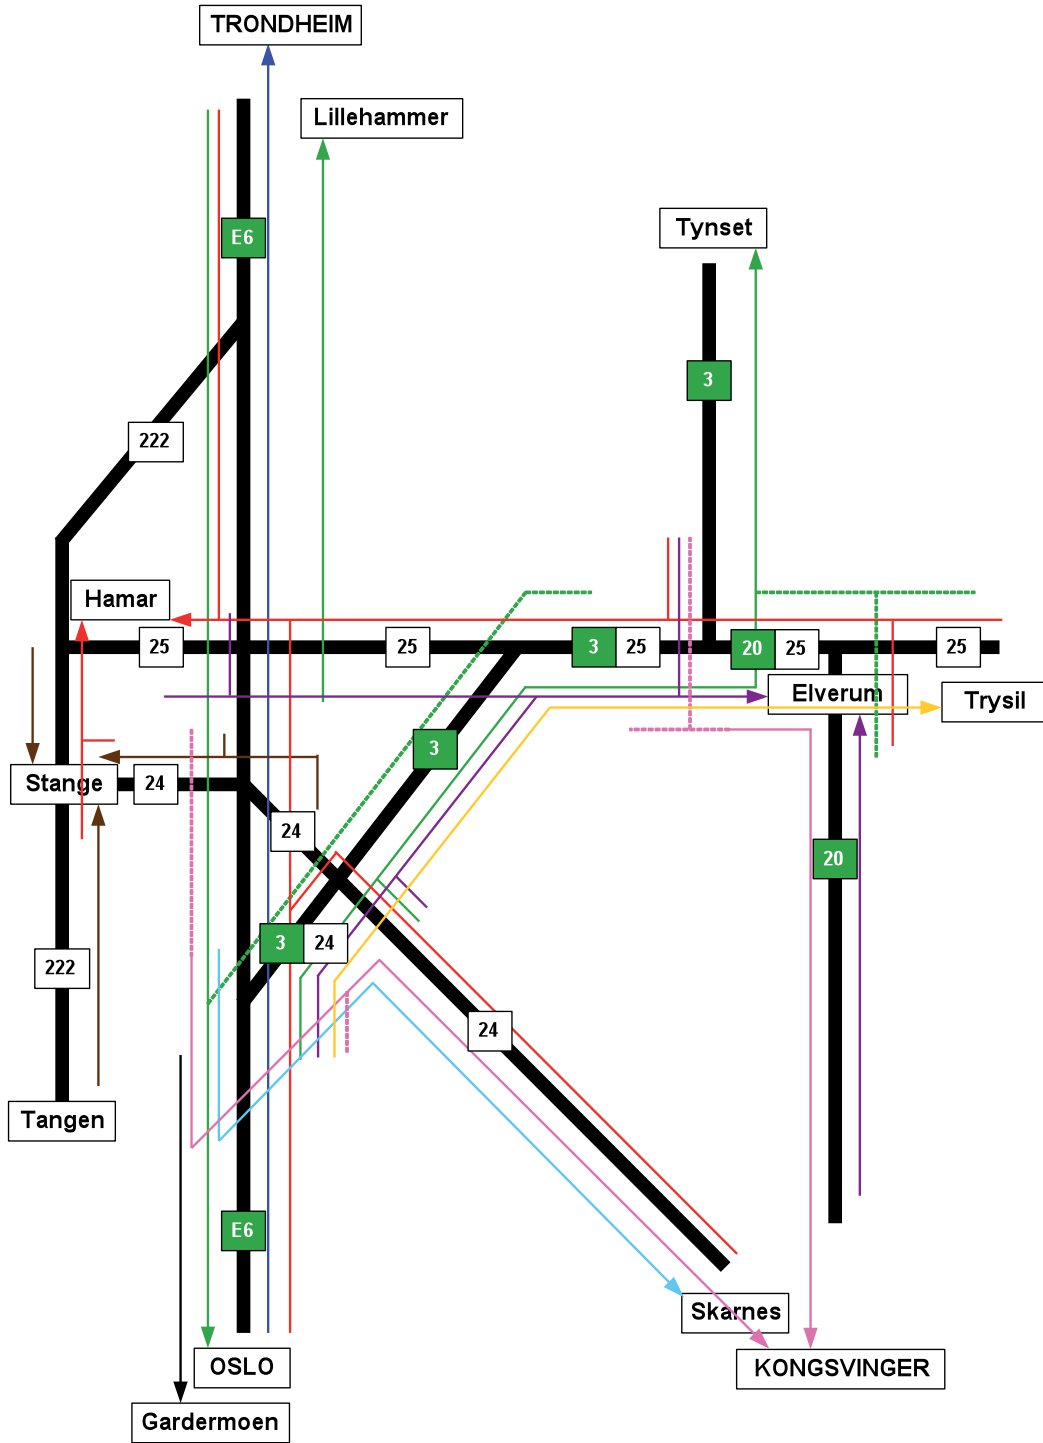 TRONDHEIM
Lillehammer
Tynset
E6
3
222
Hamar
25
25
3 25
20 25
25
Elverum
Trysil
3
Stange
24
24
20
3 24
222
24
Tangen
E6
Skarnes
OSLO
KONGSVINGER
Gardermoen